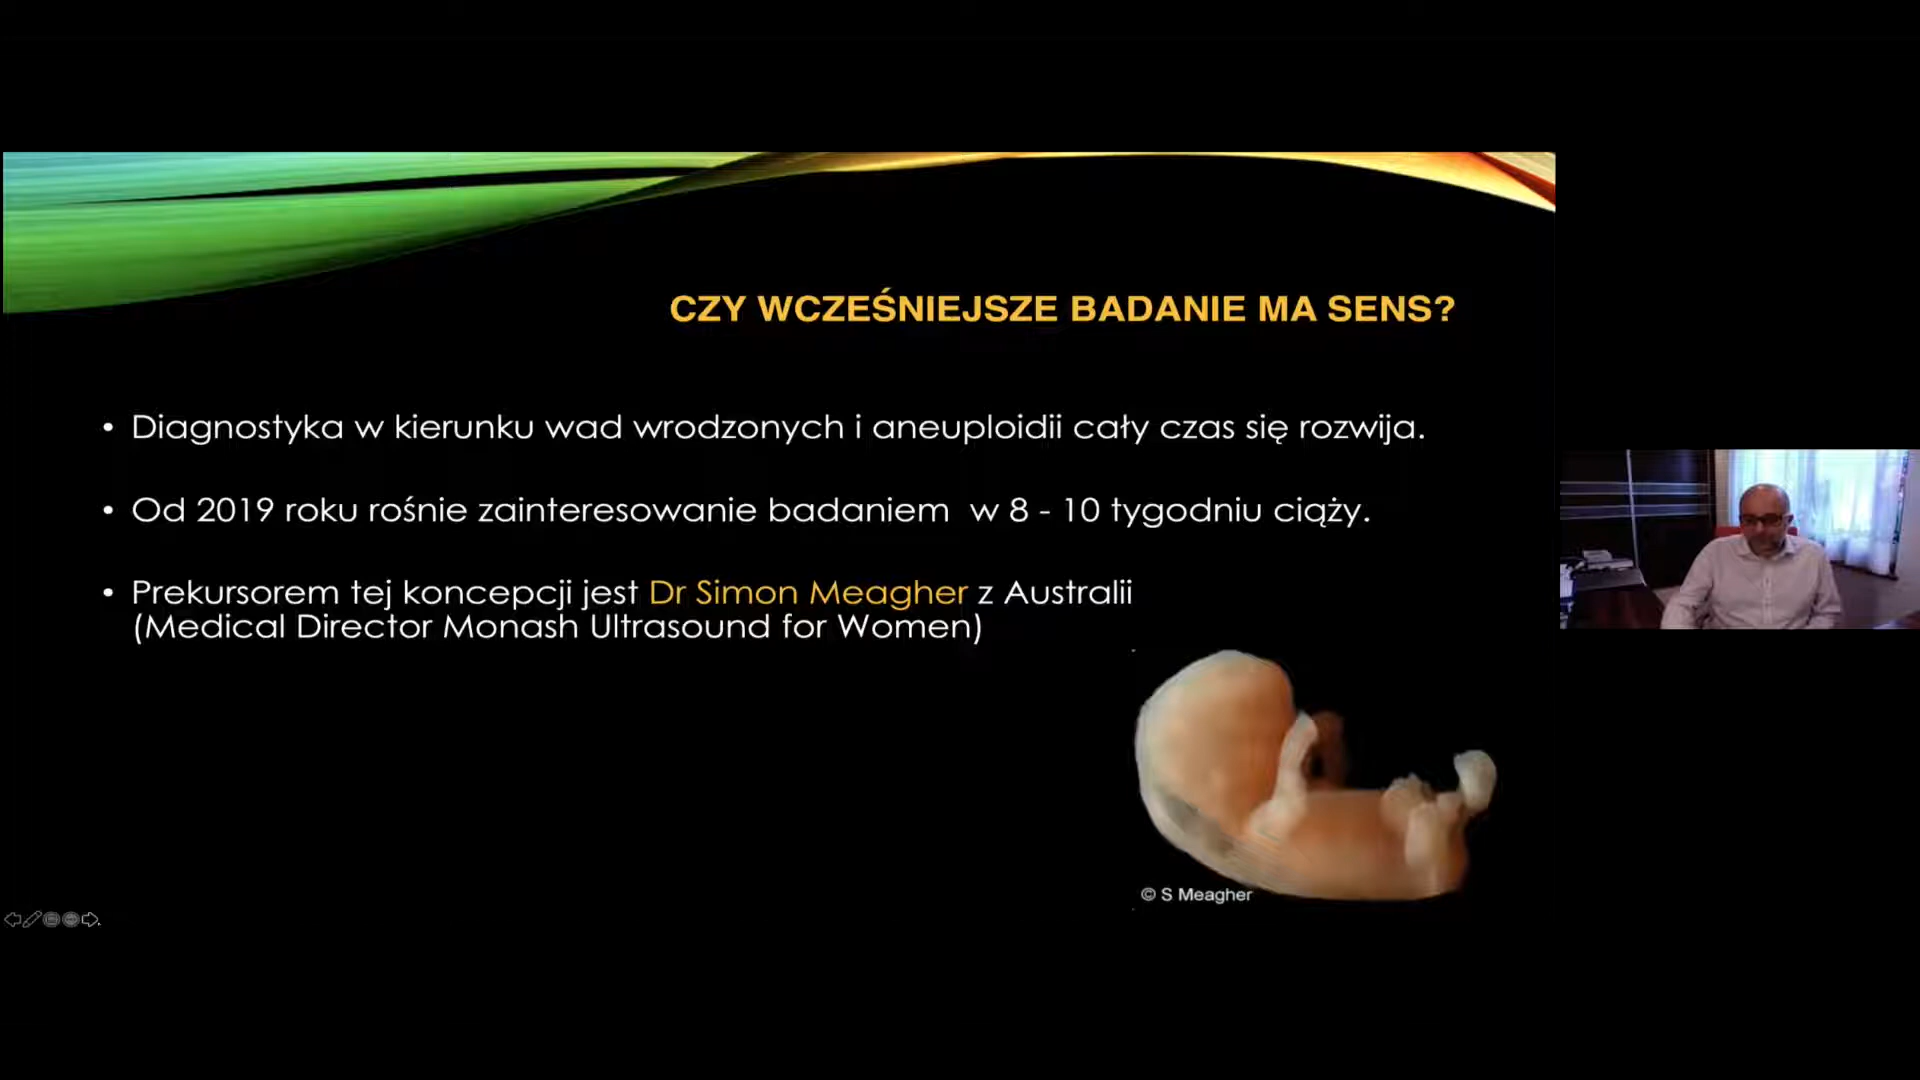 CZY WCZEŚNIEJSZE BADANIE MA SENS?
• Diagnostyka w kierunku wad wrodzonych i aneuploidii cały czas się rozwija.
• Od 2019 roku rośnie zainteresowanie badaniem  w 8 - 10 tygodniu ciąży.
• Prekursorem tej koncepcji jest Dr Simon Meagher z Australii
(Medical Director Monash Ultrasound for Women)
© S Meagher